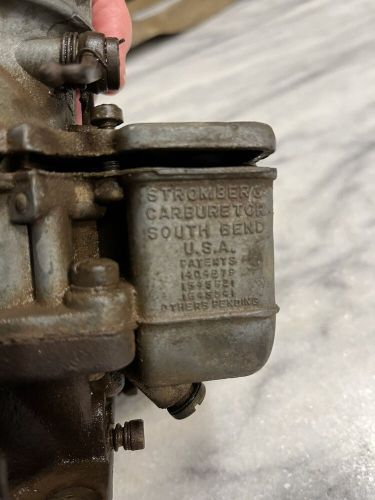 STROMBERG
CARBURETOR
SOUTH BEND
U.S.A.
PATENTS
OTHERS PENDING